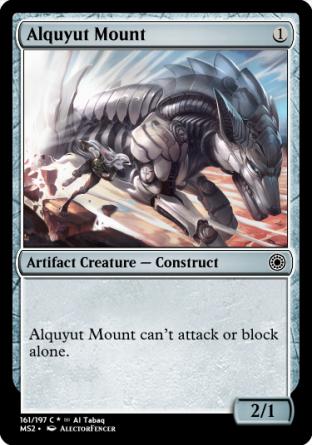 Alquyut Mount 1
Artifact Creature — Construct
Alquyut Mount can't attack or block
alone.
2/1
161/197 C * ∞ Al Tabaq
MS2 • AlectorFencer